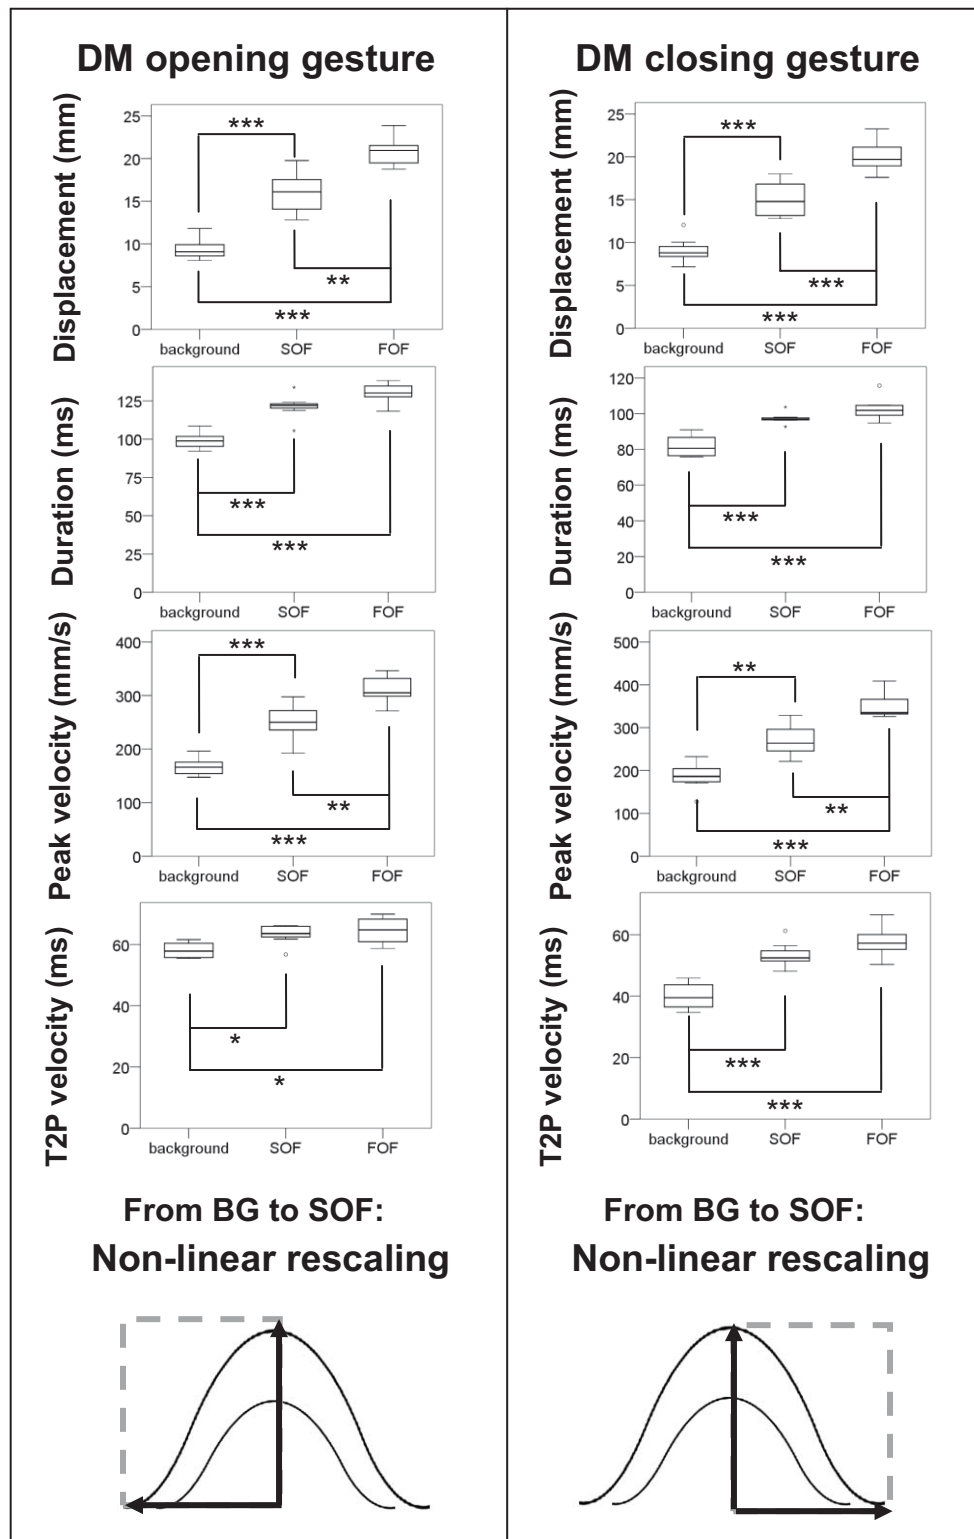 DM opening gesture
Displacement (mm)
25
20
15
10
5
0
***
**
***
background SOF FOF
Duration (ms)
125
100
75
50
25
0
***
***
background SOF FOF
Peak velocity (mm/s)
400
300
200
100
0
***
**
***
background SOF FOF
T2P velocity (ms)
60
40
20
0
*
*
background SOF FOF
From BG to SOF:
Non-linear rescaling
DM closing gesture
Displacement (mm)
25
20
15
10
5
0
***
***
***
background SOF FOF
Duration (ms)
120
100
80
60
40
20
0
***
***
background SOF FOF
Peak velocity (mm/s)
500
400
300
200
100
0
**
**
***
background SOF FOF
T2P velocity (ms)
60
40
20
0
***
***
background SOF FOF
From BG to SOF:
Non-linear rescaling